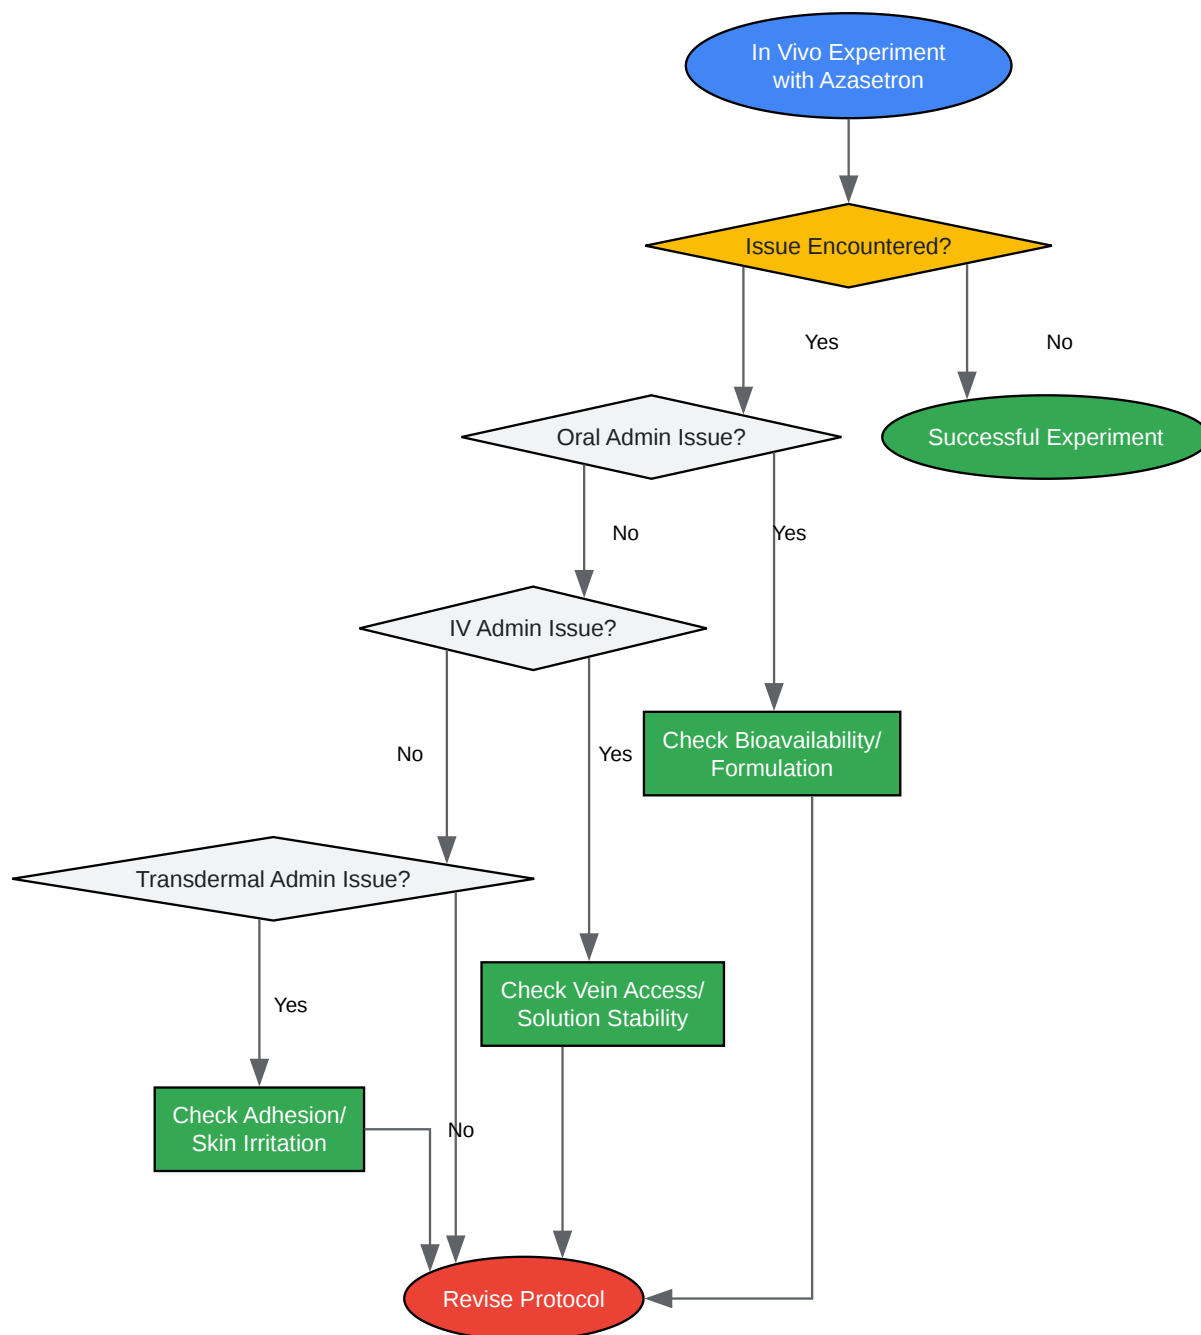 In Vivo Experiment
with Azasetron
Issue Encountered?
Yes
No
Oral Admin Issue?
Successful Experiment
No
Yes
IV Admin Issue?
Check Bioavailability/
Formulation
No
Yes
Transdermal Admin Issue?
Check Vein Access/
Solution Stability
Yes
Check Adhesion/
Skin Irritation
No
Revise Protocol